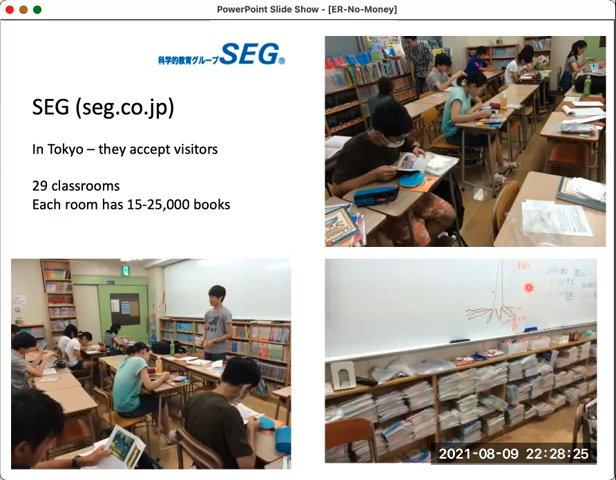 PowerPoint Slide Show - [ER-No-Money]
科学的教育グループSEG®
SEG (seg.co.jp)
In Tokyo – they accept visitors
29 classrooms
Each room has 15-25,000 books
2021-08-09 22:28:25